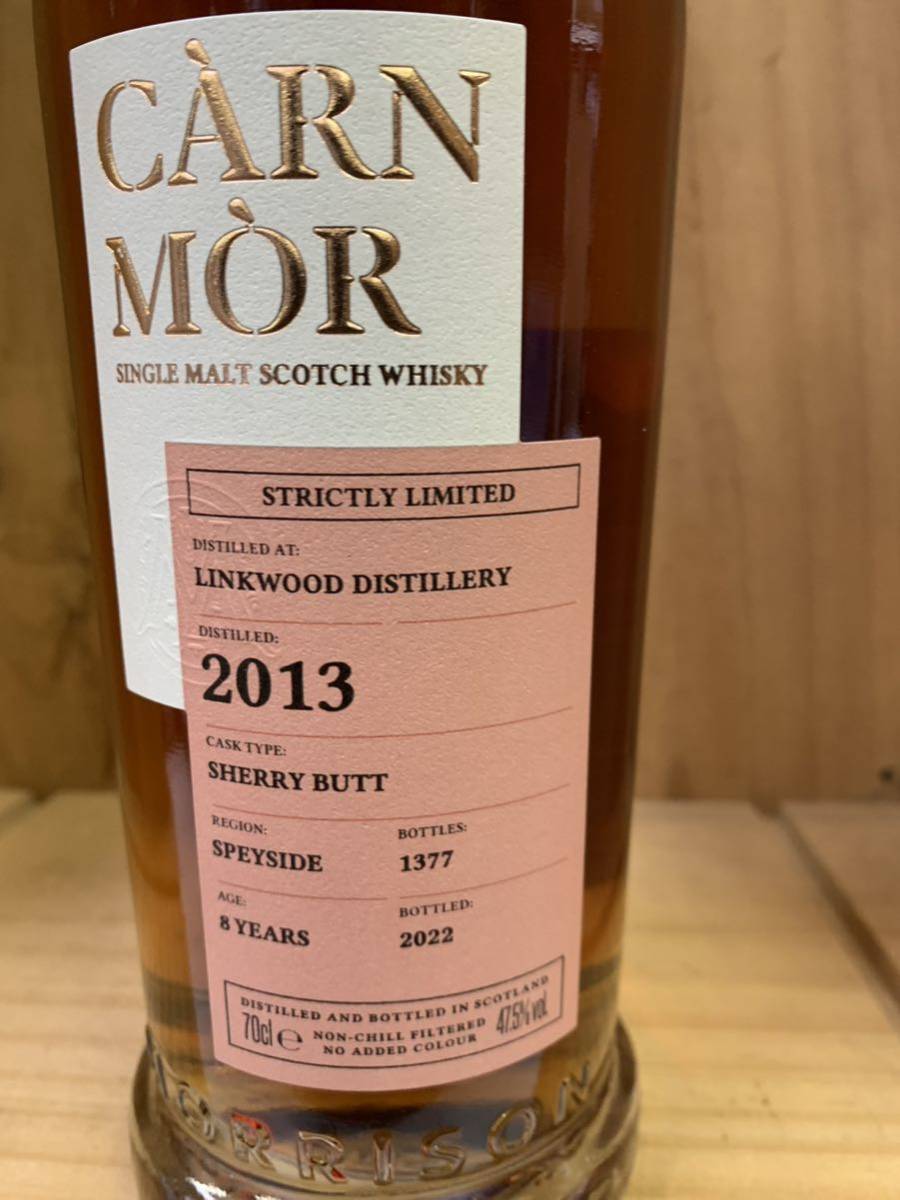 CÀRN
MÒR
SINGLE MALT SCOTCH WHISKY
STRICTLY LIMITED
DISTILLED AT:
LINKWOOD DISTILLERY
DISTILLED:
2013
CASK TYPE:
SHERRY BUTT
REGION:
SPEYSIDE
BOTTLES:
1377
AGE:
8 YEARS
BOTTLED:
2022
DISTILLED AND BOTTLED IN SCOTLAND
70cl e NON-CHILL FILTERED 47.5% vol.
NO ADDED COLOUR
MORRISON